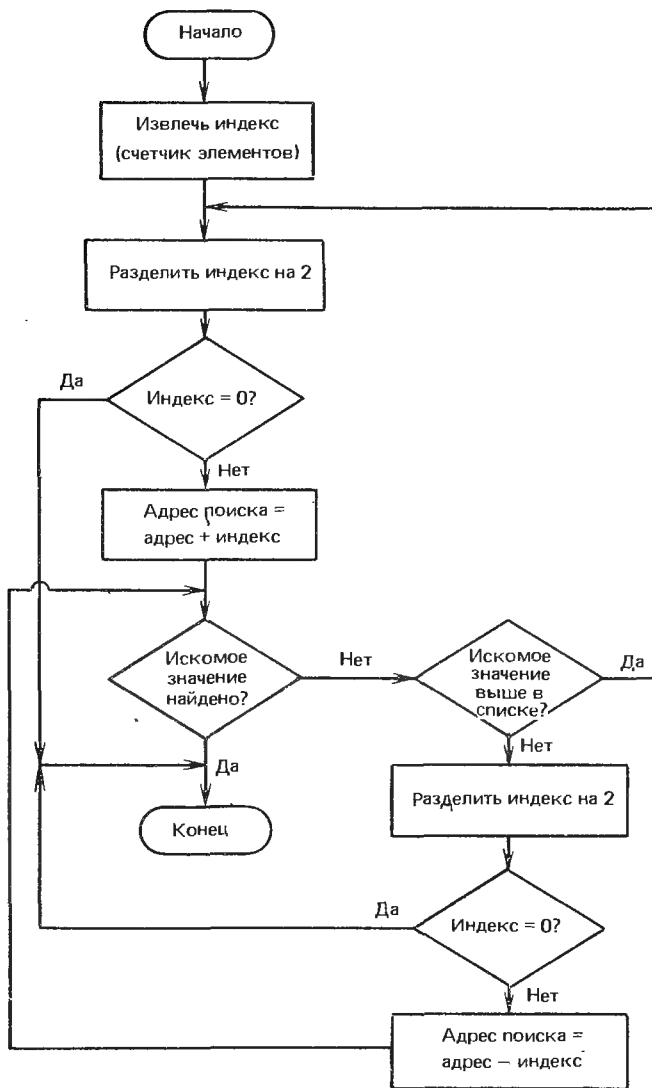 Начало
Извлечь индекс
(счетчик элементов)
Разделить индекс на 2
Да
Индекс = 0?
Нет
Адрес поиска =
адрес + индекс
Искомое
значение
найдено?
Нет
Искомое
значение
выше в
списке?
Да
Да
Нет
Конец
Разделить индекс на 2
Да
Индекс = 0?
Нет
Адрес поиска =
адрес − индекс